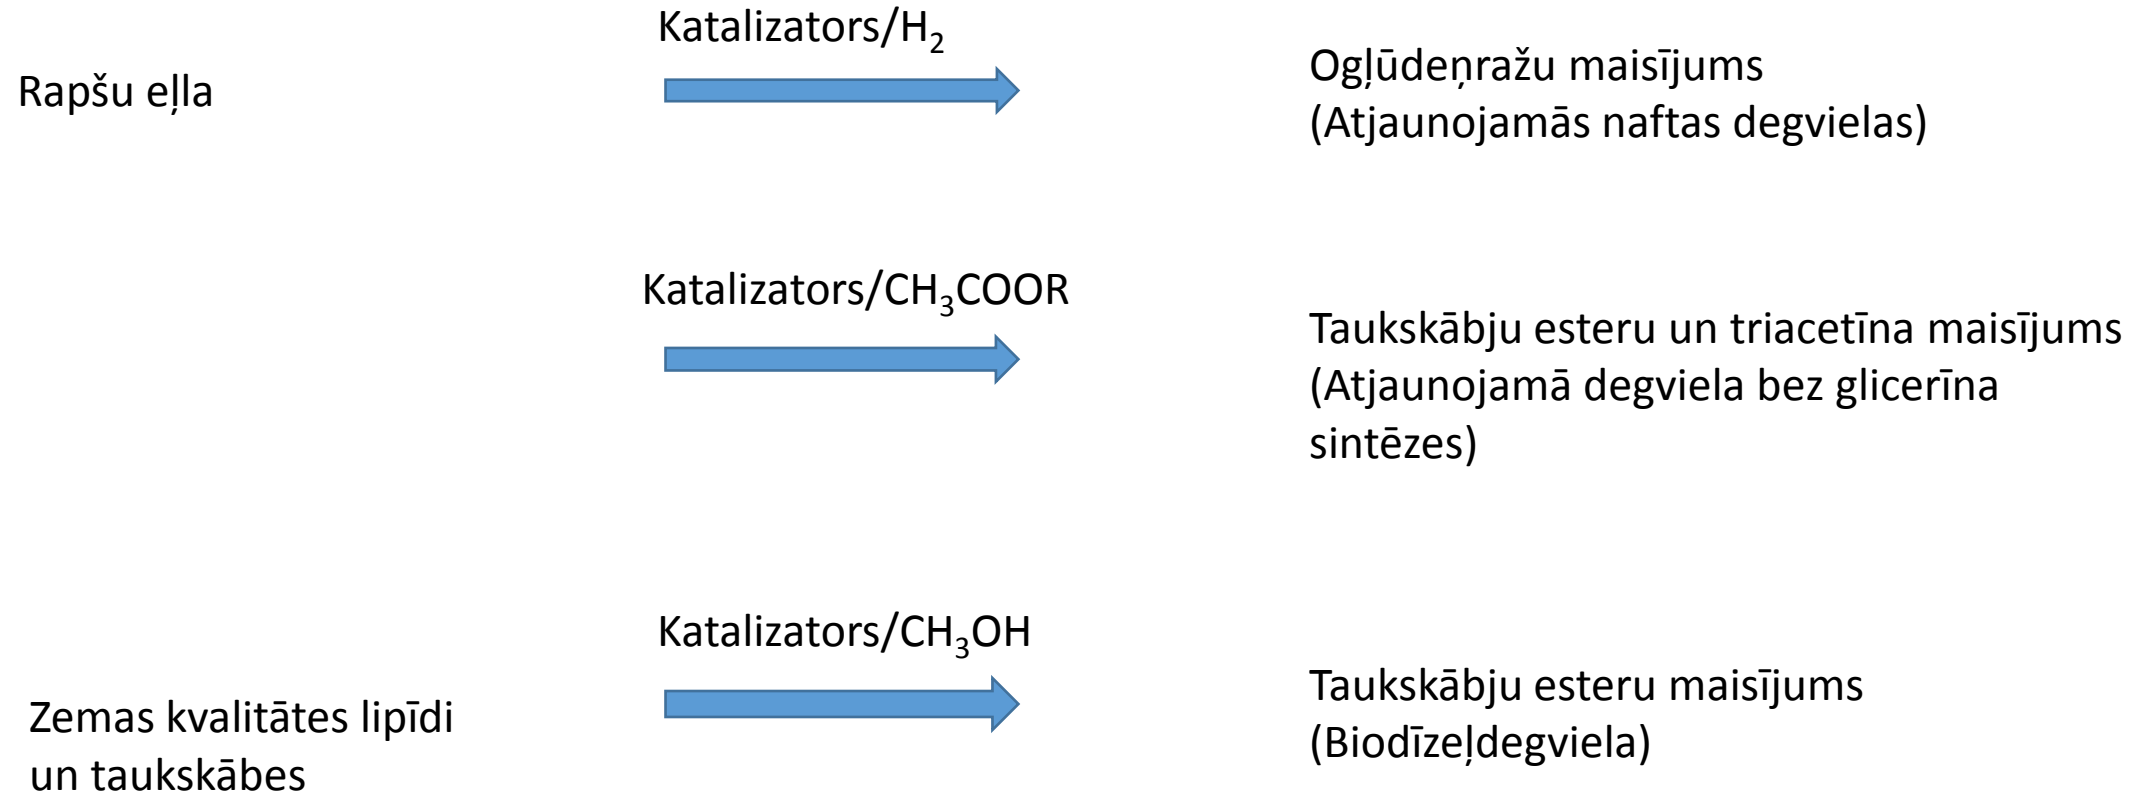 Katalizators/H₂
Rapšu eļļa
Ogļūdeņražu maisījums
(Atjaunojamās naftas degvielas)
Katalizators/CH₃COOR
Taukskābju esteru un triacetīna maisījums
(Atjaunojamā degviela bez glicerīna
sintēzes)
Katalizators/CH₃OH
Zemas kvalitātes lipīdi
un taukskābes
Taukskābju esteru maisījums
(Biodīzeļdegviela)